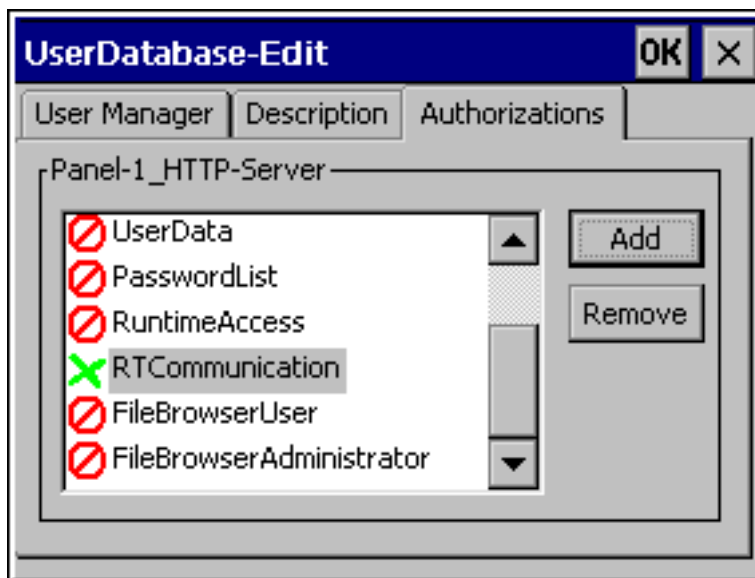 UserDatabase-Edit OK ×
User Manager Description Authorizations
Panel-1_HTTP-Server
UserData
PasswordList
RuntimeAccess
RTCommunication
FileBrowserUser
FileBrowserAdministrator
Add
Remove